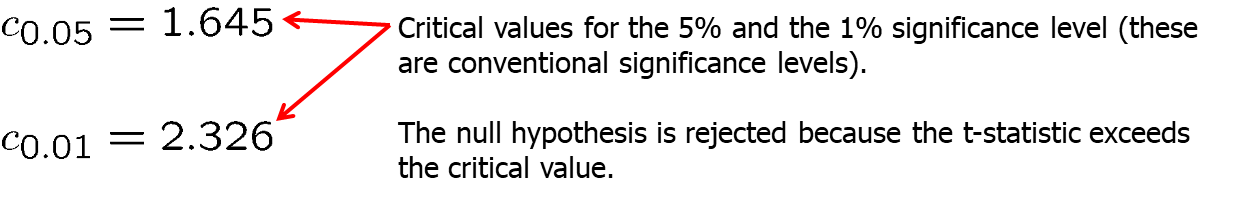 c0.05 = 1.645
Critical values for the 5% and the 1% significance level (these
are conventional significance levels).
c0.01 = 2.326
The null hypothesis is rejected because the t-statistic exceeds
the critical value.